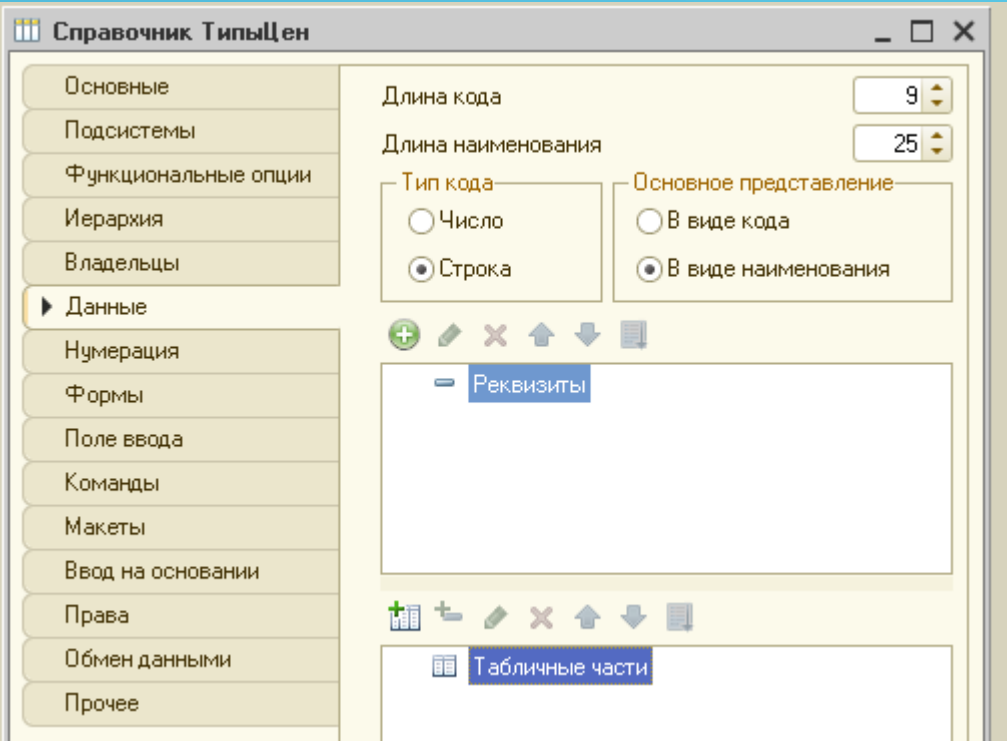 Справочник ТипыЦен
Основные
Подсистемы
Функциональные опции
Иерархия
Владельцы
Данные
Нумерация
Формы
Поле ввода
Команды
Макеты
Ввод на основании
Права
Обмен данными
Прочее
Длина кода 9
Длина наименования 25
Тип кода
Число
Строка
Основное представление
В виде кода
В виде наименования
Реквизиты
Табличные части